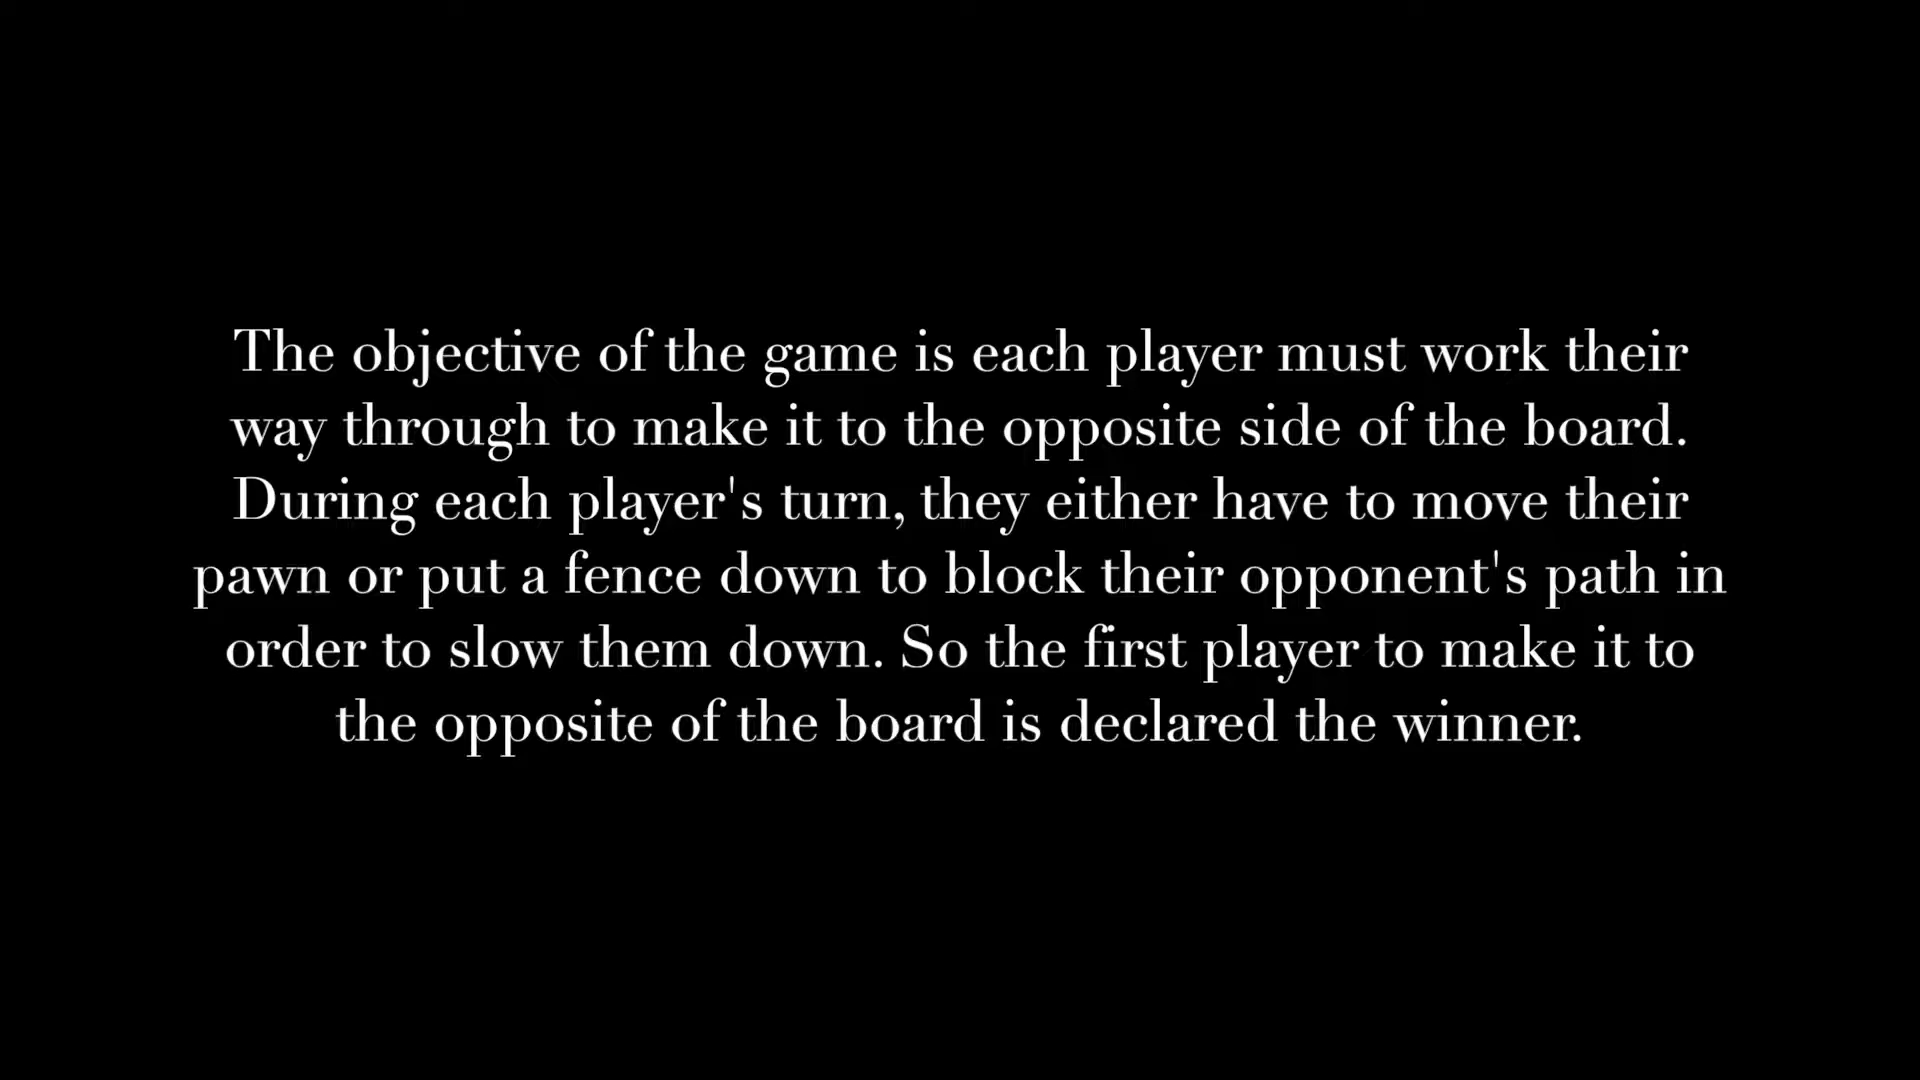 The objective of the game is each player must work their
way through to make it to the opposite side of the board.
During each player's turn, they either have to move their
pawn or put a fence down to block their opponent's path in
order to slow them down. So the first player to make it to
the opposite of the board is declared the winner.